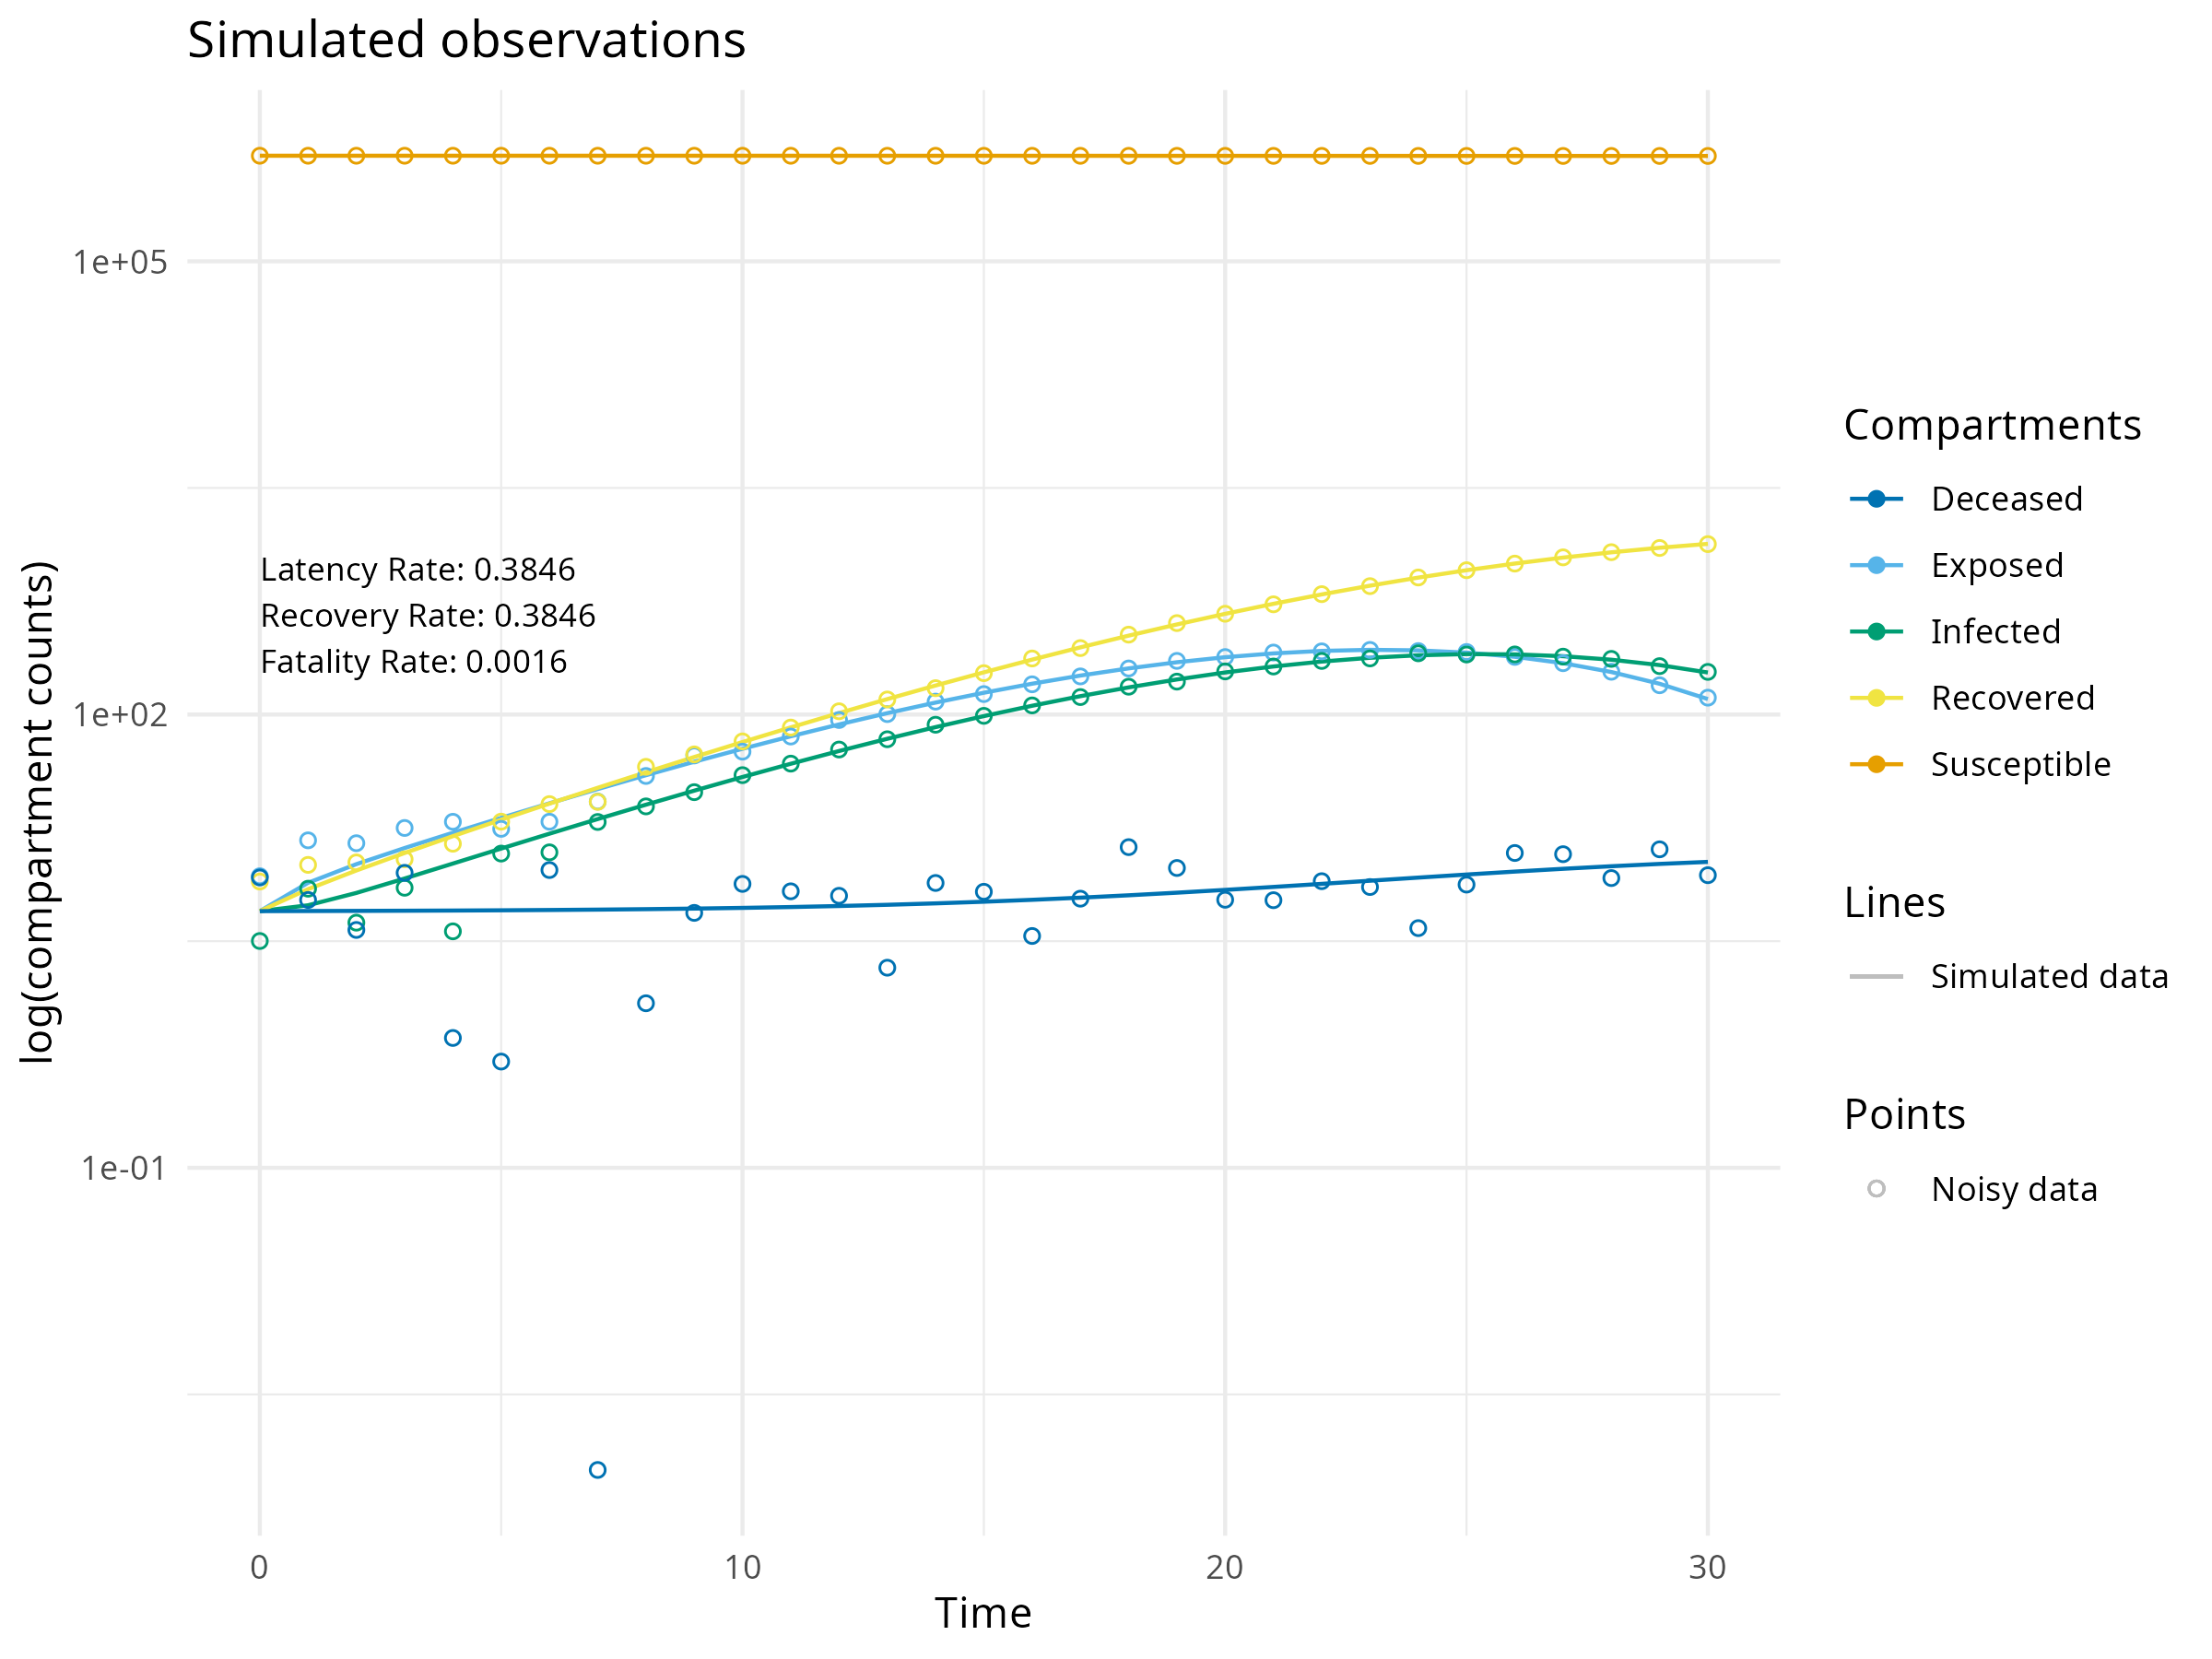 Simulated observations
log(compartment counts)
1e+05
1e+02
1e-01
Latency Rate: 0.3846
Recovery Rate: 0.3846
Fatality Rate: 0.0016
0 10 20 30
Time
Compartments
Deceased
Exposed
Infected
Recovered
Susceptible
Lines
Simulated data
Points
Noisy data